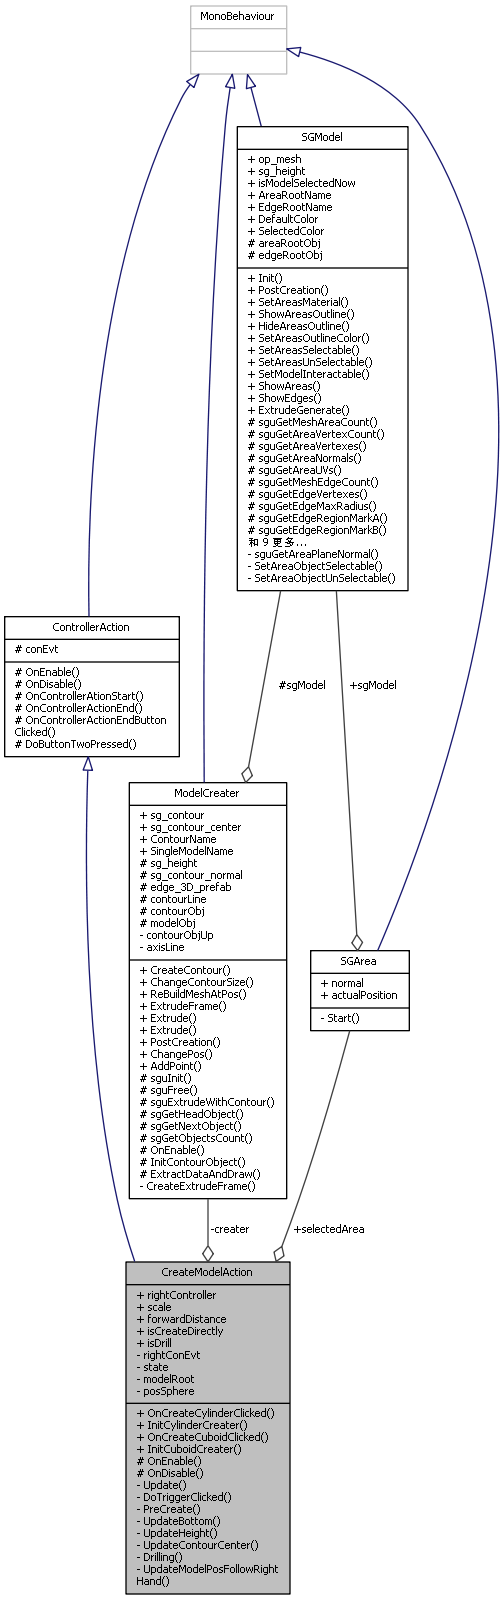 MonoBehaviour
SGModel
+ op_mesh
+ sg_height
+ isModelSelectedNow
+ AreaRootName
+ EdgeRootName
+ DefaultColor
+ SelectedColor
# areaRootObj
# edgeRootObj
+ Init()
+ PostCreation()
+ SetAreasMaterial()
+ ShowAreasOutline()
+ HideAreasOutline()
+ SetAreasOutlineColor()
+ SetAreasSelectable()
+ SetAreasUnSelectable()
+ SetModelInteractable()
+ ShowAreas()
+ ShowEdges()
+ ExtrudeGenerate()
# sguGetMeshAreaCount()
# sguGetAreaVertexCount()
# sguGetAreaVertexes()
# sguGetAreaNormals()
# sguGetAreaUVs()
# sguGetMeshEdgeCount()
# sguGetEdgeVertexes()
# sguGetEdgeMaxRadius()
# sguGetEdgeRegionMarkA()
# sguGetEdgeRegionMarkB()
和 9 更多...
- sguGetAreaPlaneNormal()
- SetAreaObjectSelectable()
- SetAreaObjectUnSelectable()
ControllerAction
# conEvt
# OnEnable()
# OnDisable()
# OnControllerAtionStart()
# OnControllerActionEnd()
# OnControllerActionEndButton
Clicked()
# DoButtonTwoPressed()
#sgModel
+sgModel
ModelCreater
+ sg_contour
+ sg_contour_center
+ ContourName
+ SingleModelName
# sg_height
# sg_contour_normal
# edge_3D_prefab
# contourLine
# contourObj
# modelObj
- contourObjUp
- axisLine
+ CreateContour()
+ ChangeContourSize()
+ ReBuildMeshAtPos()
+ ExtrudeFrame()
+ Extrude()
+ Extrude()
+ PostCreation()
+ ChangePos()
+ AddPoint()
# sguInit()
# sguFree()
# sguExtrudeWithContour()
# sgGetHeadObject()
# sgGetNextObject()
# sgGetObjectsCount()
# OnEnable()
# InitContourObject()
# ExtractDataAndDraw()
- CreateExtrudeFrame()
SGArea
+ normal
+ actualPosition
- Start()
-creater
+selectedArea
CreateModelAction
+ rightController
+ scale
+ forwardDistance
+ isCreateDirectly
+ isDrill
- rightConEvt
- state
- modelRoot
- posSphere
+ OnCreateCylinderClicked()
+ InitCylinderCreater()
+ OnCreateCuboidClicked()
+ InitCuboidCreater()
# OnEnable()
# OnDisable()
- Update()
- DoTriggerClicked()
- PreCreate()
- UpdateBottom()
- UpdateHeight()
- UpdateContourCenter()
- Drilling()
- UpdateModelPosFollowRight
Hand()